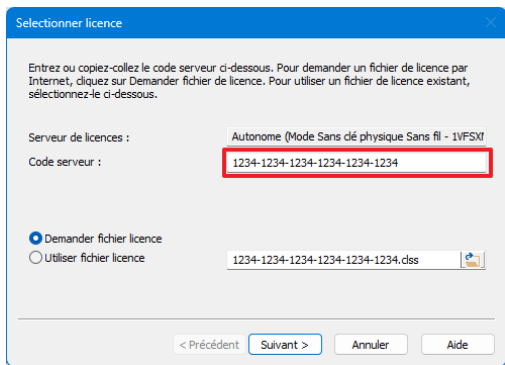 Selectionner licence
Entrez ou copiez-collez le code serveur ci-dessous. Pour demander un fichier de licence par
Internet, cliquez sur Demander fichier de licence. Pour utiliser un fichier de licence existant,
sélectionnez-le ci-dessous.
Serveur de licences : Autonome (Mode Sans clé physique Sans fil - 1VFSXI
Code serveur : 1234-1234-1234-1234-1234-1234
Demander fichier licence
Utiliser fichier licence 1234-1234-1234-1234-1234-1234.clss
< Précédent Suivant > Annuler Aide